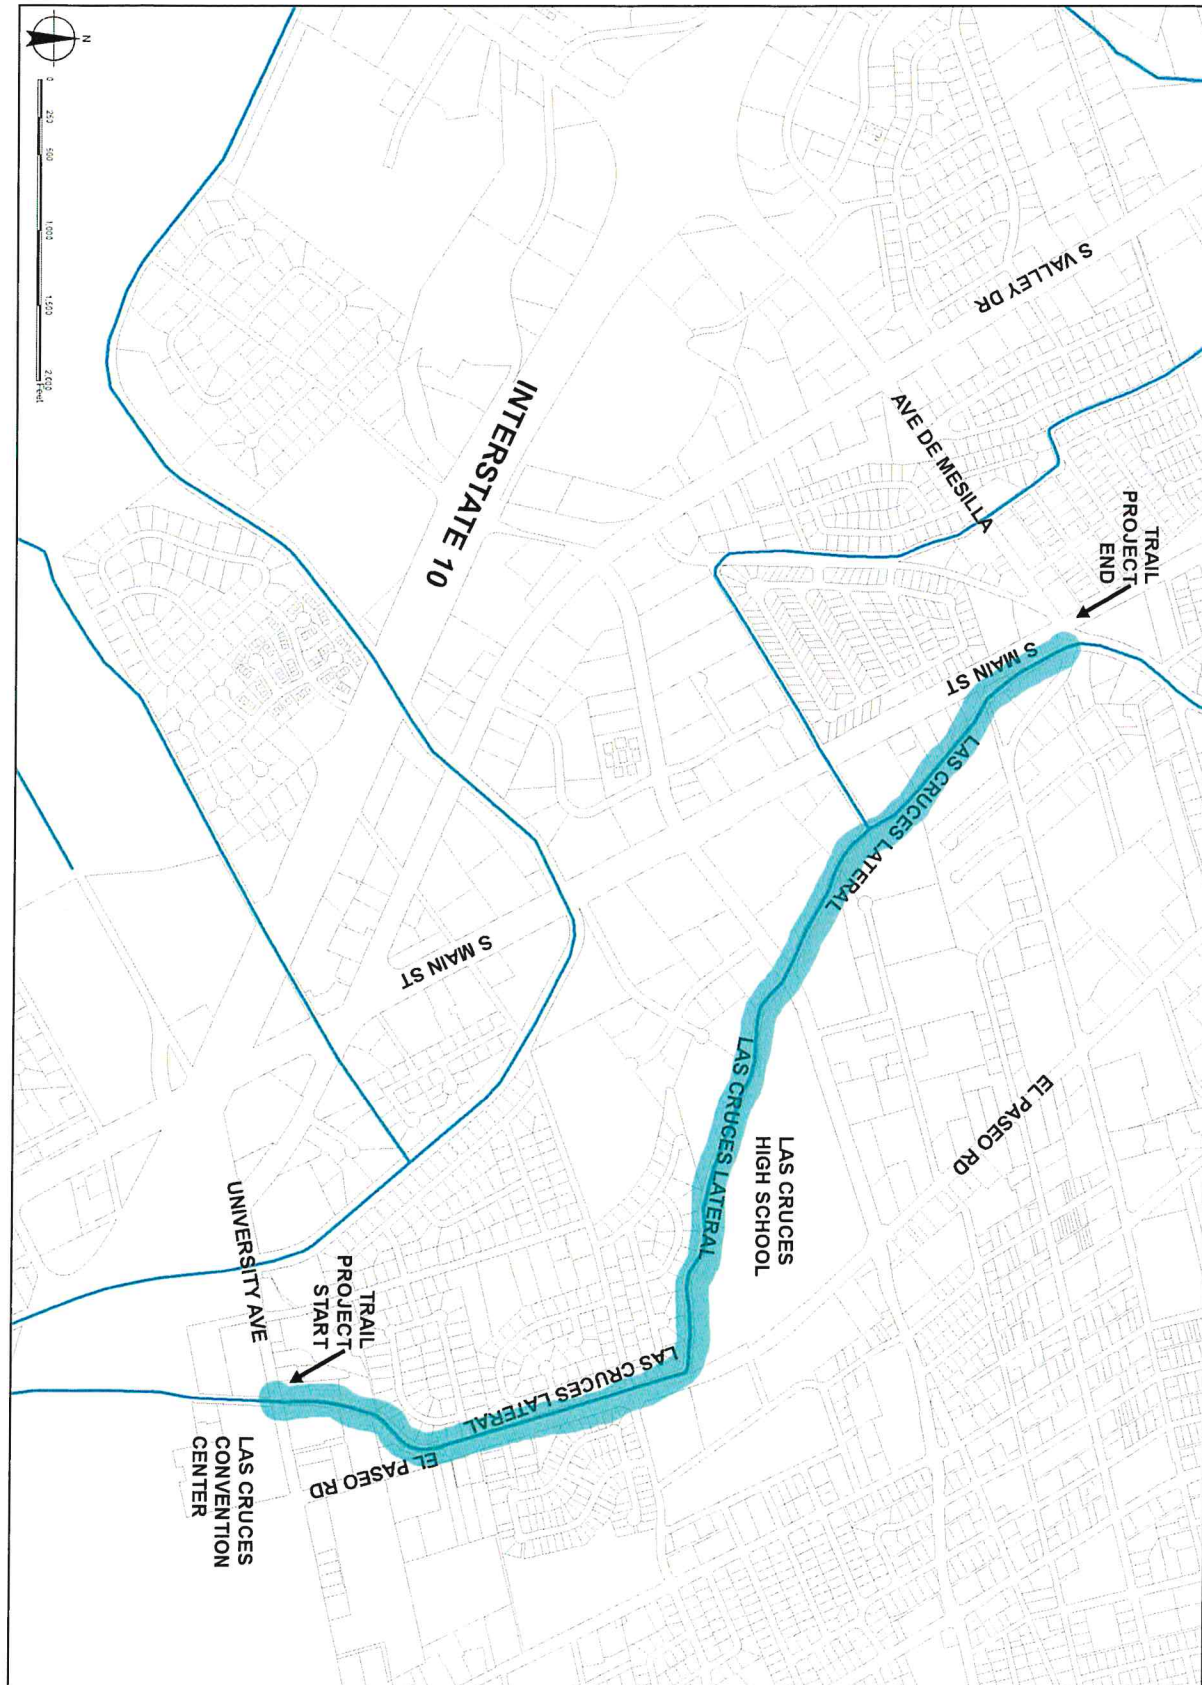 N
0
250
500
1,000
1,500
2,000
Feet
S VALLEY DR
AVE DE MESILLA
INTERSTATE 10
TRAIL
PROJECT
END
S MAIN ST
LAS CRUCES LATERAL
S MAIN ST
LAS CRUCES LATERAL
LAS CRUCES
HIGH SCHOOL
EL PASEO RD
UNIVERSITY AVE
TRAIL
PROJECT
START
LAS CRUCES LATERAL
EL PASEO RD
LAS CRUCES
CONVENTION
CENTER